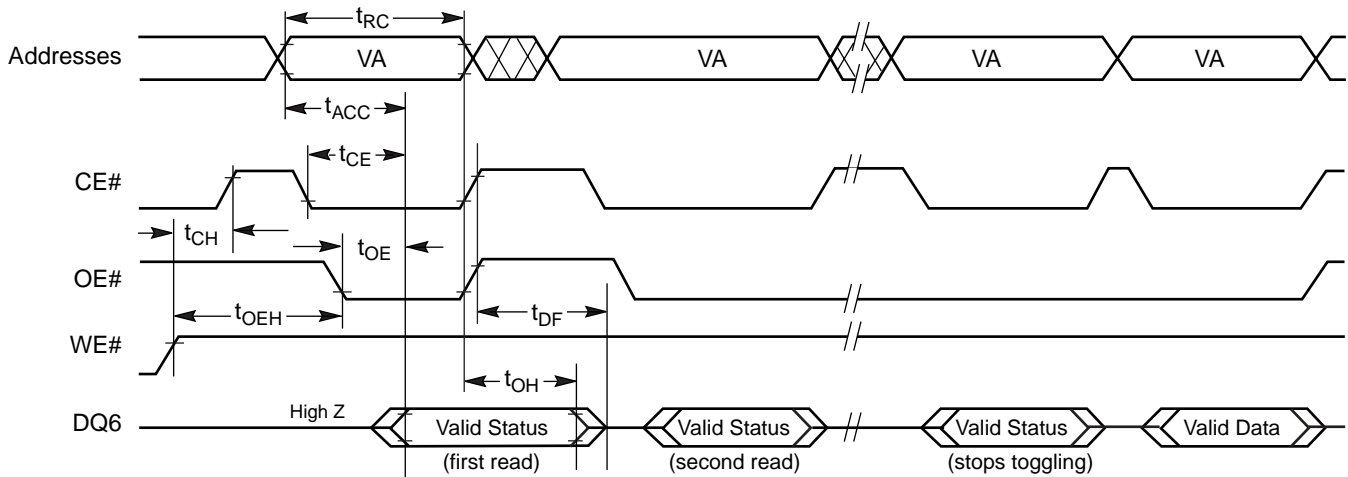 tRC
Addresses VA VA VA VA
tACC
tCE
CE#
tCH tOE
OE#
tOEH tDF
WE#
tOH
High Z
DQ6 Valid Status Valid Status Valid Status Valid Data
(first read) (second read) (stops toggling)